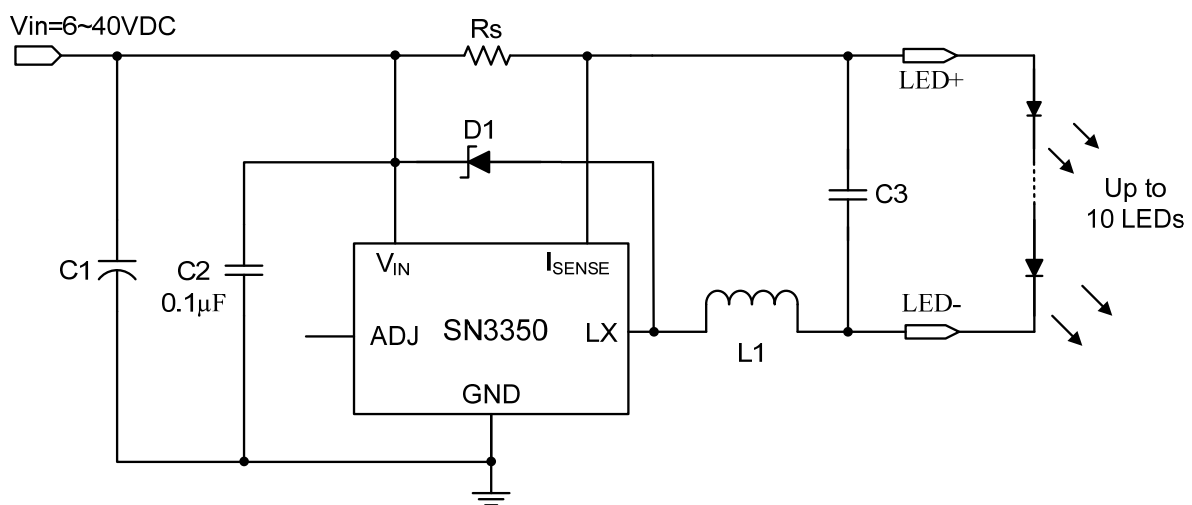 Vin=6~40VDC
Rs
LED+
D1
C3
Up to
10 LEDs
C1
C2
0.1μF
VIN
ISENSE
ADJ
SN3350
LX
LED-
L1
GND